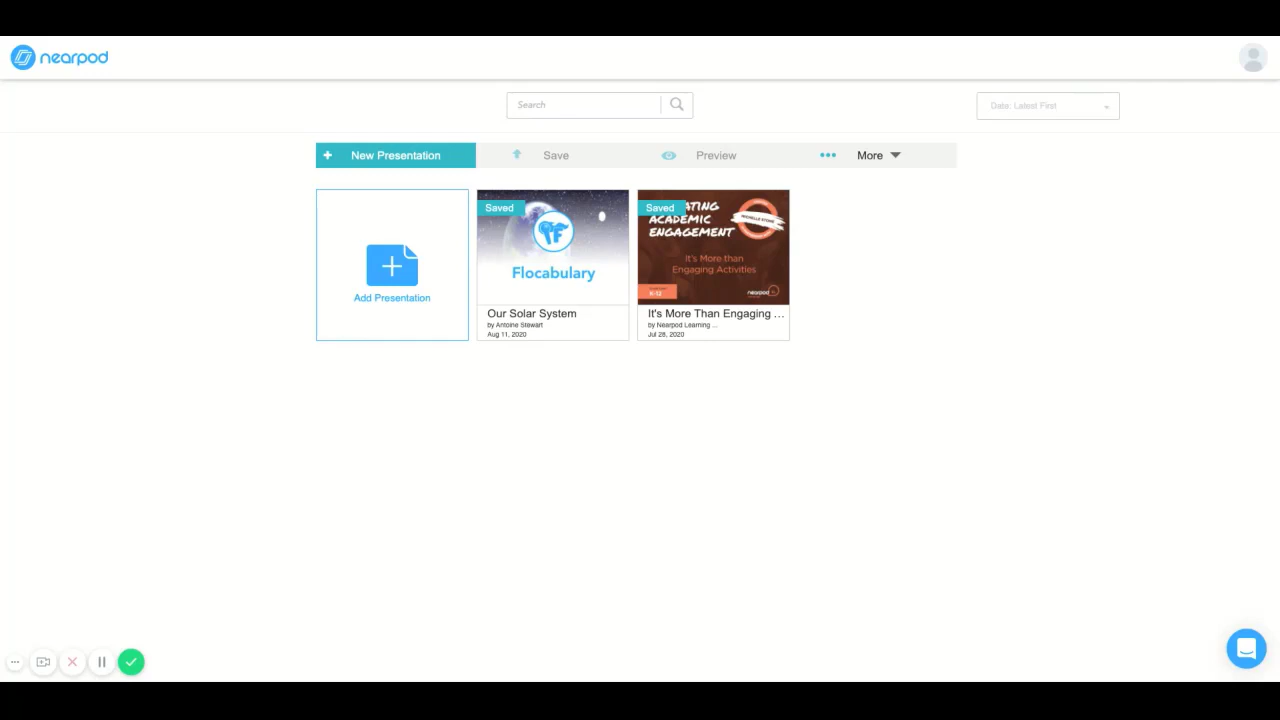 nearpod
Search
Date: Latest First
New Presentation
Save
Preview
More
Add Presentation
Saved
Flocabulary
Our Solar System
by Antoine Stewart
Aug 11, 2020
Saved
ATING
ACADEMIC
ENGAGEMENT
It's More than
Engaging Activities
K-12
nearpod
It's More Than Engaging ...
by Nearpod Learning ...
Jul 28, 2020